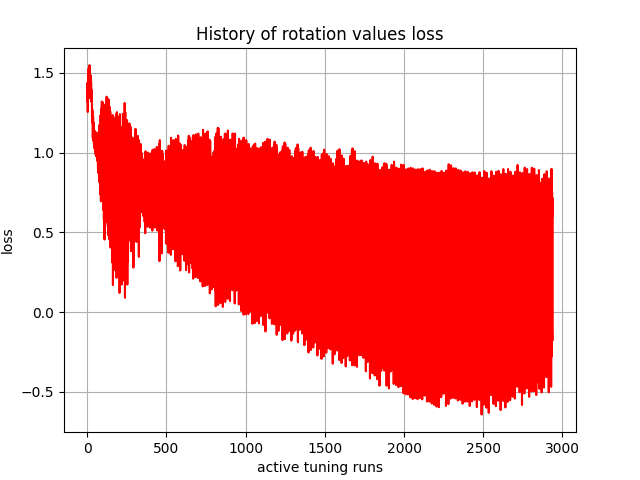 History of rotation values loss
1.5
1.0
0.5
0.0
−0.5
loss
0 500 1000 1500 2000 2500 3000
active tuning runs